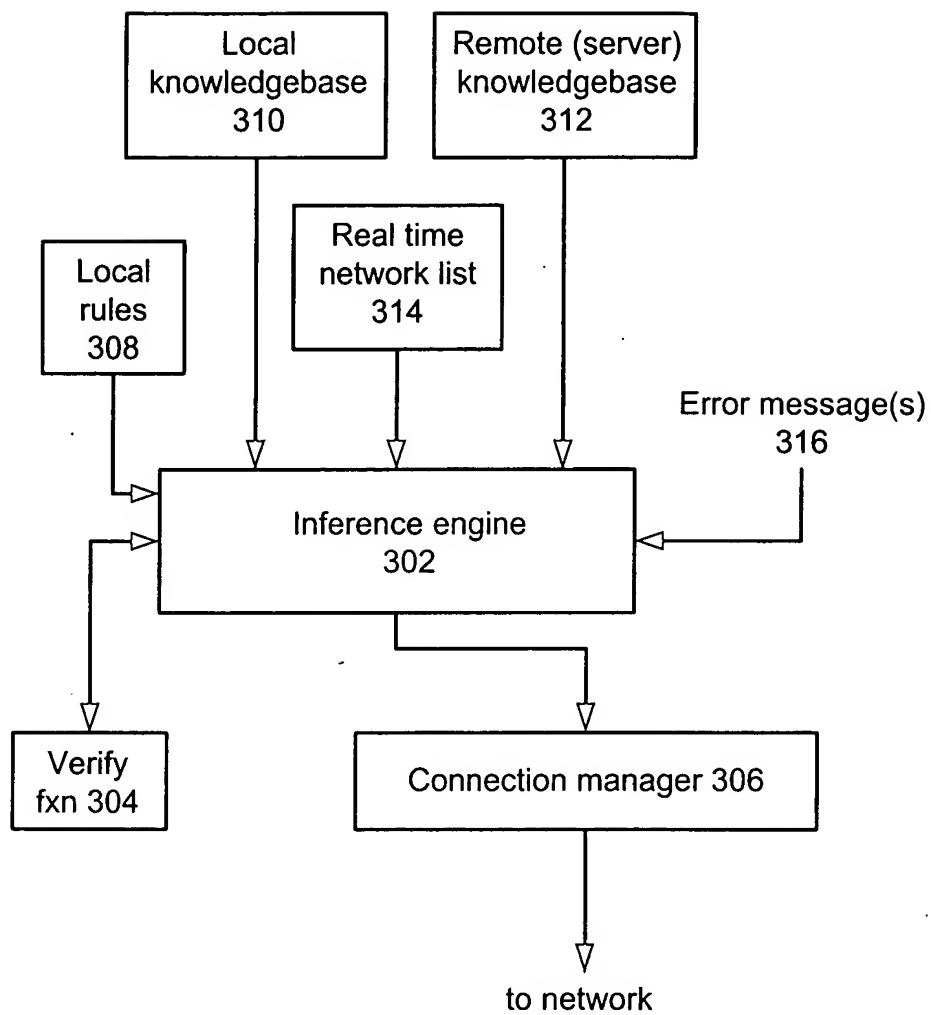 Local
knowledgebase
310
Remote (server)
knowledgebase
312
Real time
network list
314
Local
rules
308
Error message(s)
316
Inference engine
302
Verify
fxn 304
Connection manager 306
to network